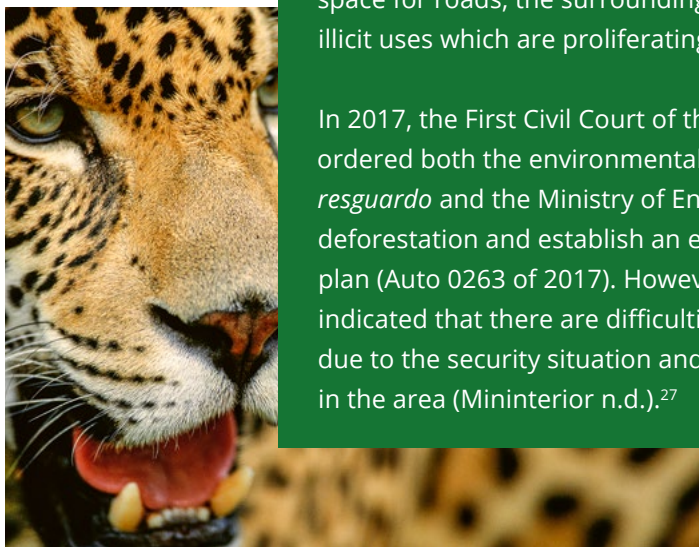 space for roads, the surrounding
illicit uses which are proliferating
In 2017, the First Civil Court of th
ordered both the environmental
resguardo and the Ministry of En
deforestation and establish an e
plan (Auto 0263 of 2017). Howev
indicated that there are difficulti
due to the security situation and
in the area (Mininterior n.d.).27